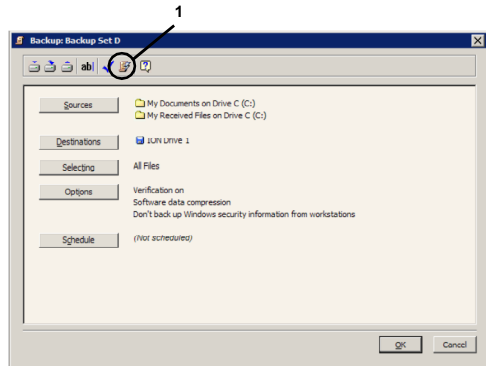 1
Backup: Backup Set D
ab|
Sources
My Documents on Drive C (C:)
My Received Files on Drive C (C:)
Destinations
ION Drive 1
Selecting
All Files
Options
Verification on
Software data compression
Don't back up Windows security information from workstations
Schedule
(Not scheduled)
OK
Cancel